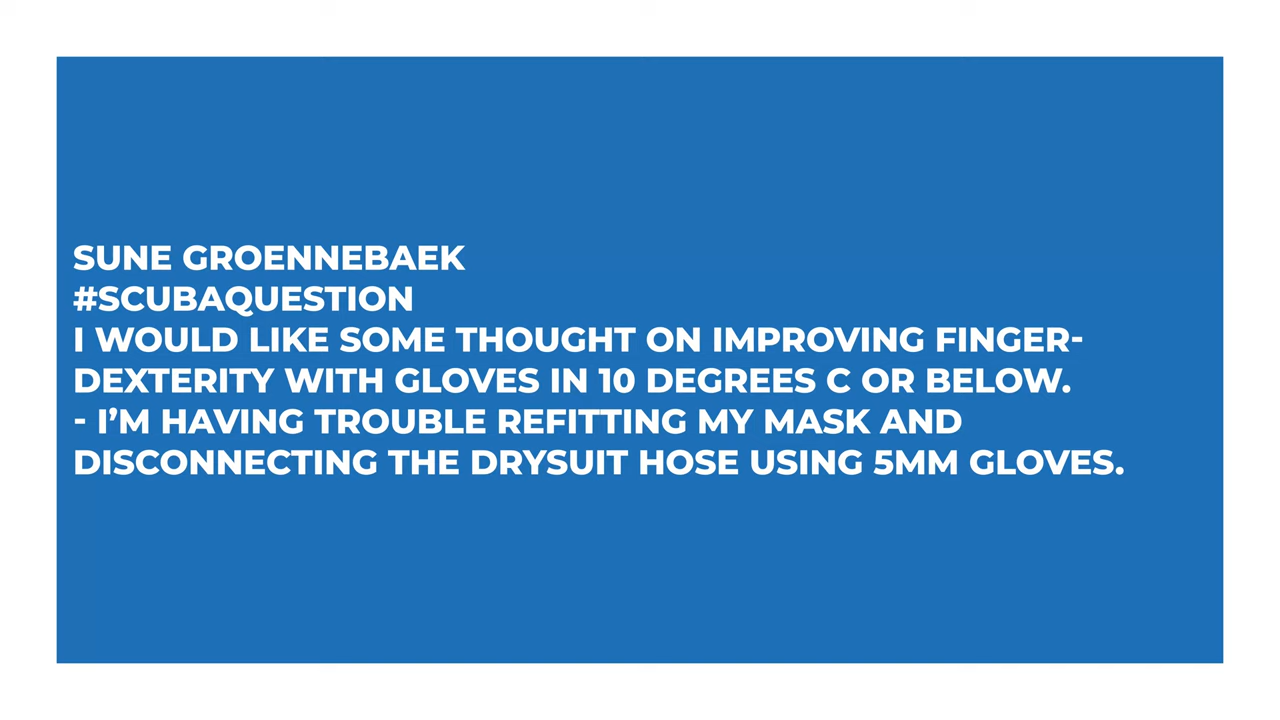 SUNE GROENNEBAEK
#SCUBAQUESTION
I WOULD LIKE SOME THOUGHT ON IMPROVING FINGER-
DEXTERITY WITH GLOVES IN 10 DEGREES C OR BELOW.
- I’M HAVING TROUBLE REFITTING MY MASK AND
DISCONNECTING THE DRYSUIT HOSE USING 5MM GLOVES.